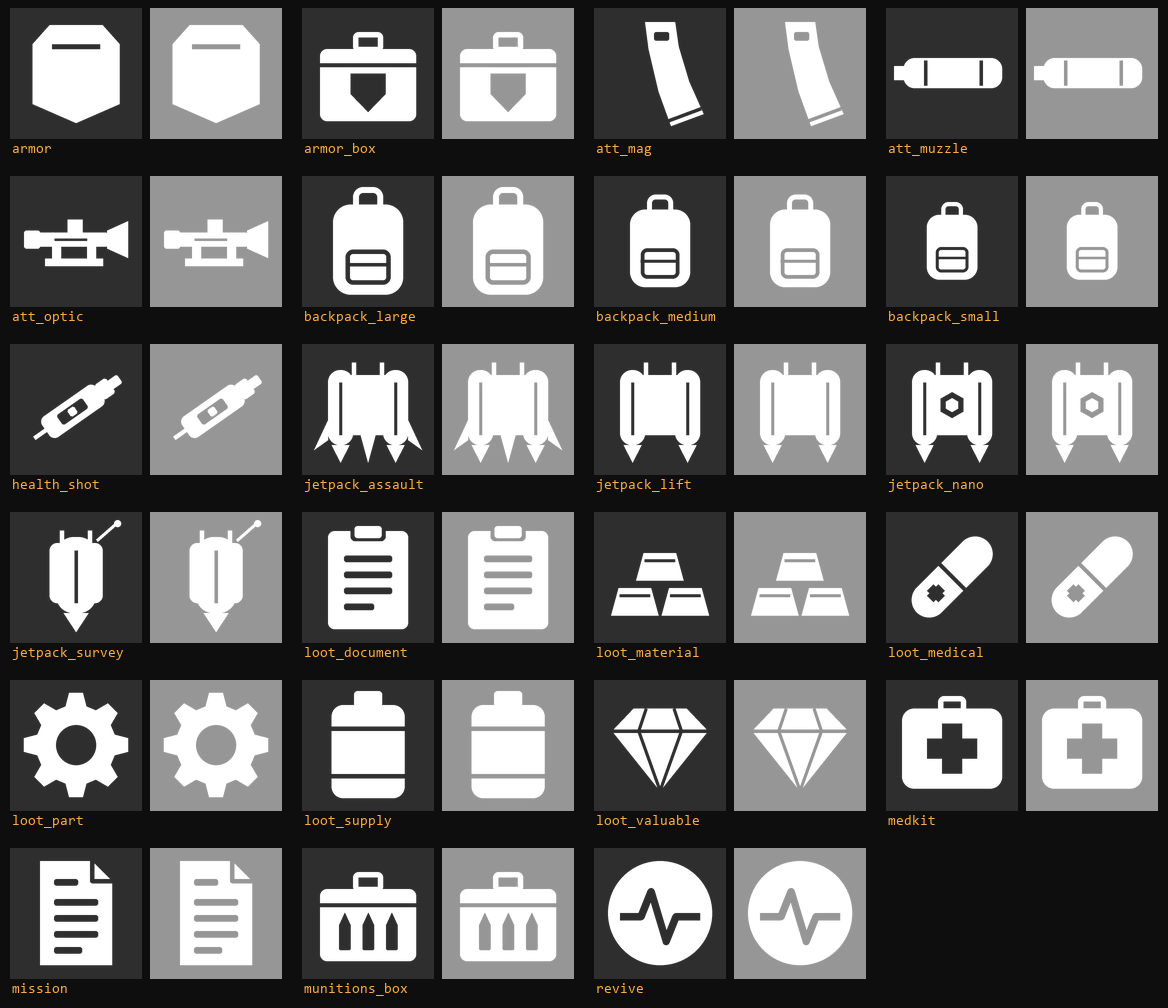 armor
armor_box
att_mag
att_muzzle
att_optic
backpack_large
backpack_medium
backpack_small
health_shot
jetpack_assault
jetpack_lift
jetpack_nano
jetpack_survey
loot_document
loot_material
loot_medical
loot_part
loot_supply
loot_valuable
medkit
mission
munitions_box
revive